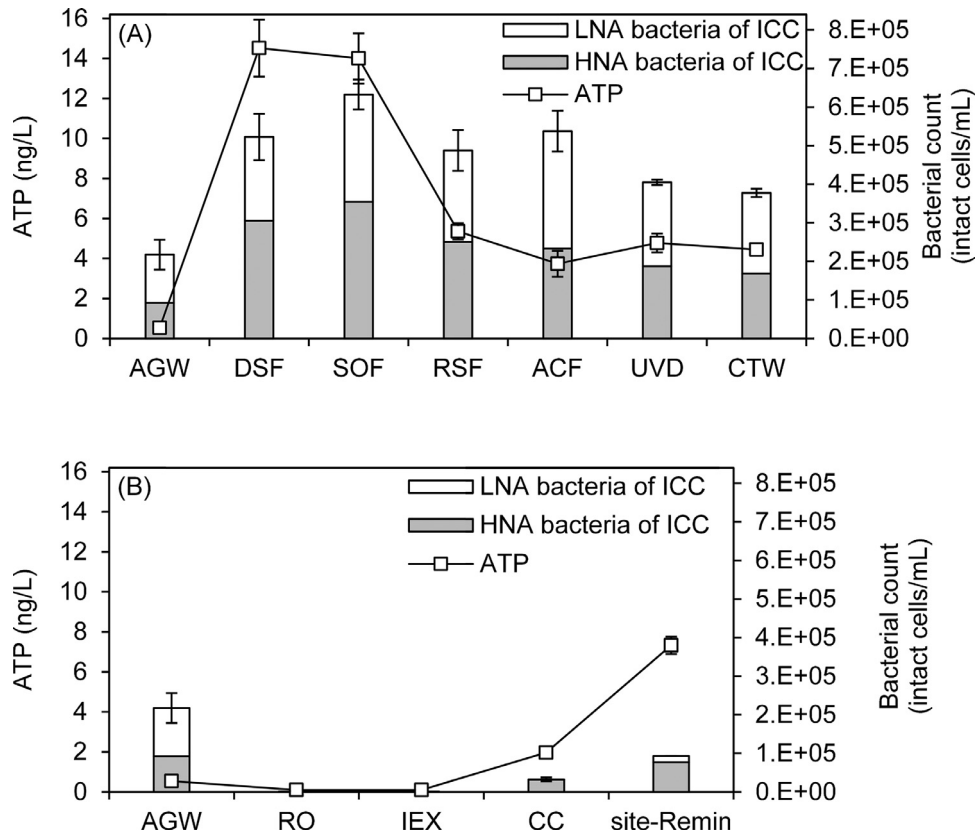 (A)
LNA bacteria of ICC
HNA bacteria of ICC
ATP
ATP (ng/L)
16
14
12
10
8
6
4
2
0
8.E+05
7.E+05
6.E+05
5.E+05
4.E+05
3.E+05
2.E+05
1.E+05
0.E+00
Bacterial count
(intact cells/mL)
AGW DSF SOF RSF ACF UVD CTW
(B)
LNA bacteria of ICC
HNA bacteria of ICC
ATP
ATP (ng/L)
16
14
12
10
8
6
4
2
0
8.E+05
7.E+05
6.E+05
5.E+05
4.E+05
3.E+05
2.E+05
1.E+05
0.E+00
Bacterial count
(intact cells/mL)
AGW RO IEX CC site-Remin